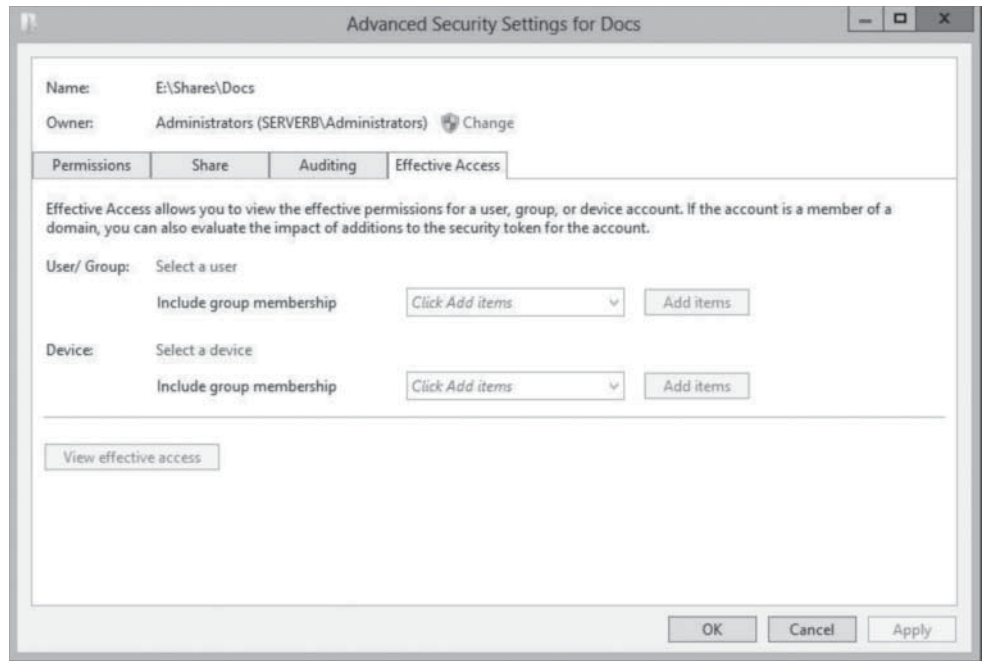 Advanced Security Settings for Docs
Name: E:\Shares\Docs
Owner: Administrators (SERVERB\Administrators) Change
Permissions Share Auditing Effective Access
Effective Access allows you to view the effective permissions for a user, group, or device account. If the account is a member of a
domain, you can also evaluate the impact of additions to the security token for the account.
User/ Group: Select a user
Include group membership Click Add items Add items
Device: Select a device
Include group membership Click Add items Add items
View effective access
OK Cancel Apply